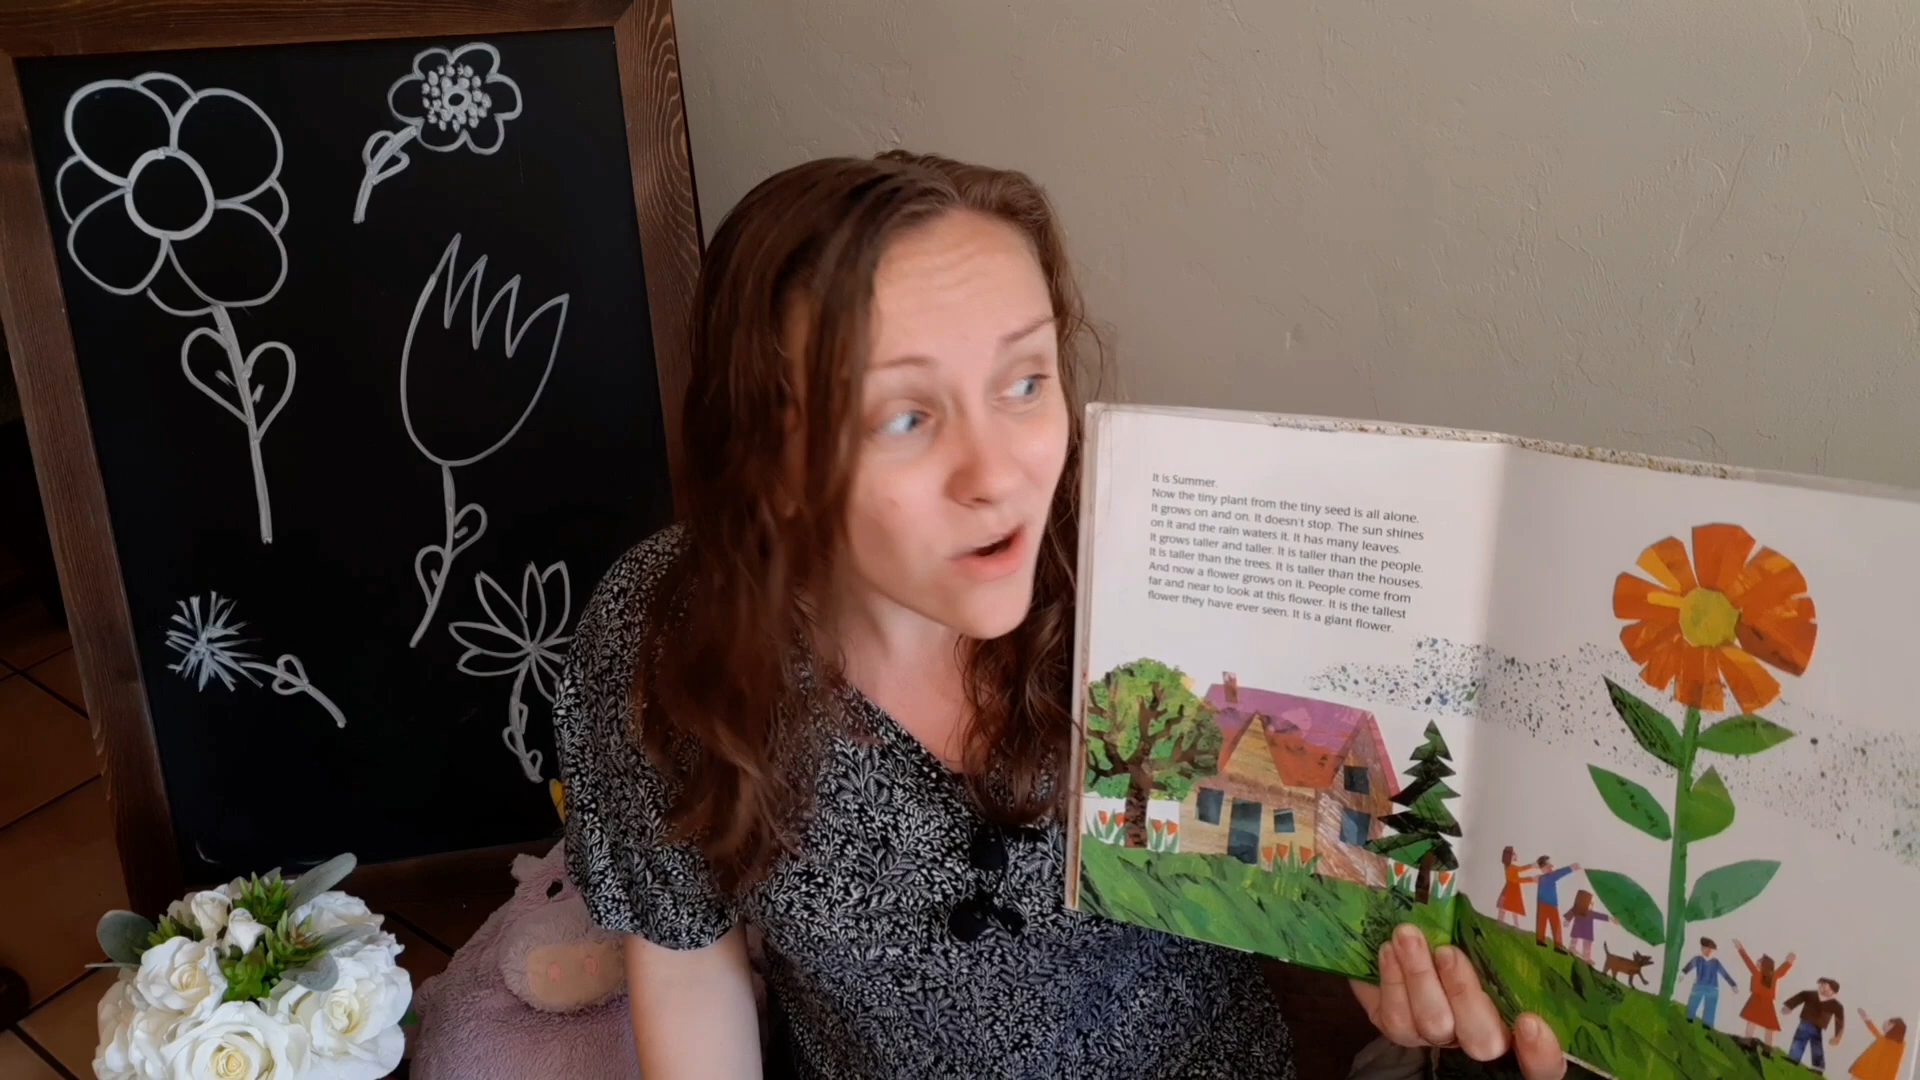 It is Summer.
Now the tiny plant from the tiny seed is all alone.
It grows on and on. It doesn't stop. The sun shines
on it and the rain waters it. It has many leaves.
It grows taller and taller. It is taller than the people.
It is taller than the trees. It is taller than the houses.
And now a flower grows on it. People come from
far and near to look at this flower. It is the tallest
flower they have ever seen. It is a giant flower.